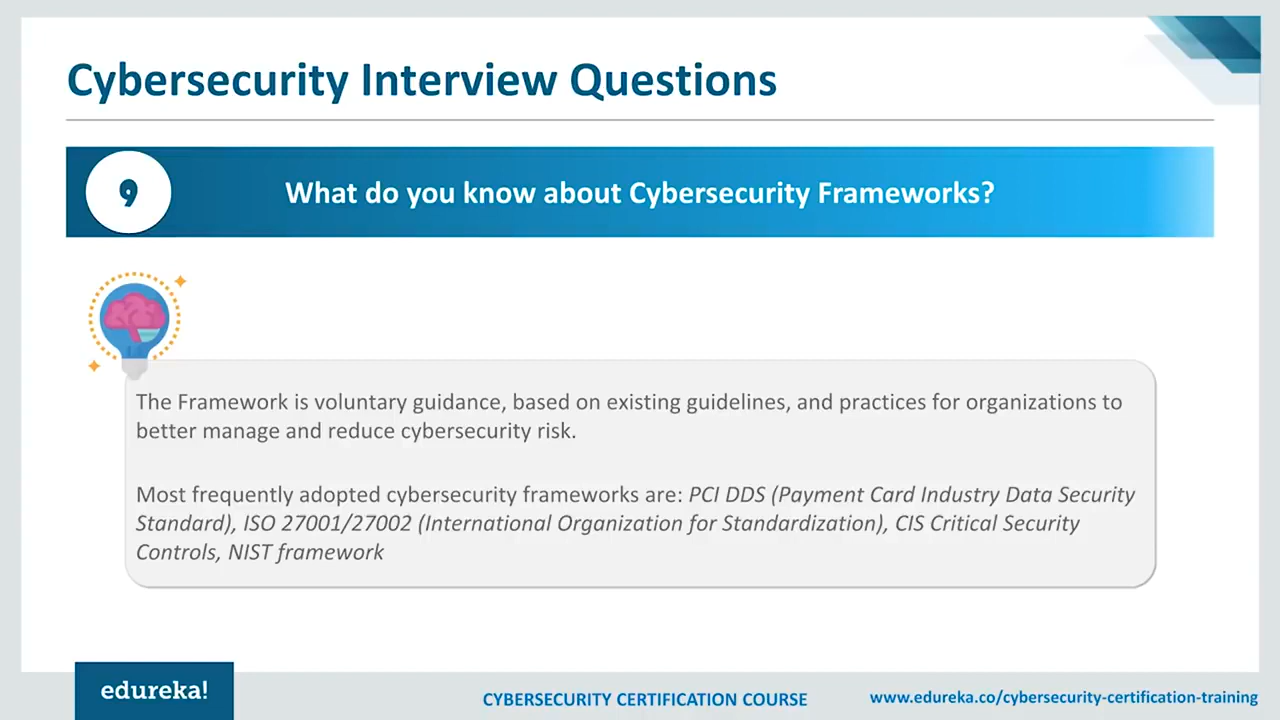 Cybersecurity Interview Questions
9
What do you know about Cybersecurity Frameworks?
The Framework is voluntary guidance, based on existing guidelines, and practices for organizations to
better manage and reduce cybersecurity risk.
Most frequently adopted cybersecurity frameworks are: PCI DDS (Payment Card Industry Data Security
Standard), ISO 27001/27002 (International Organization for Standardization), CIS Critical Security
Controls, NIST framework
edureka!
CYBERSECURITY CERTIFICATION COURSE
www.edureka.co/cybersecurity-certification-training